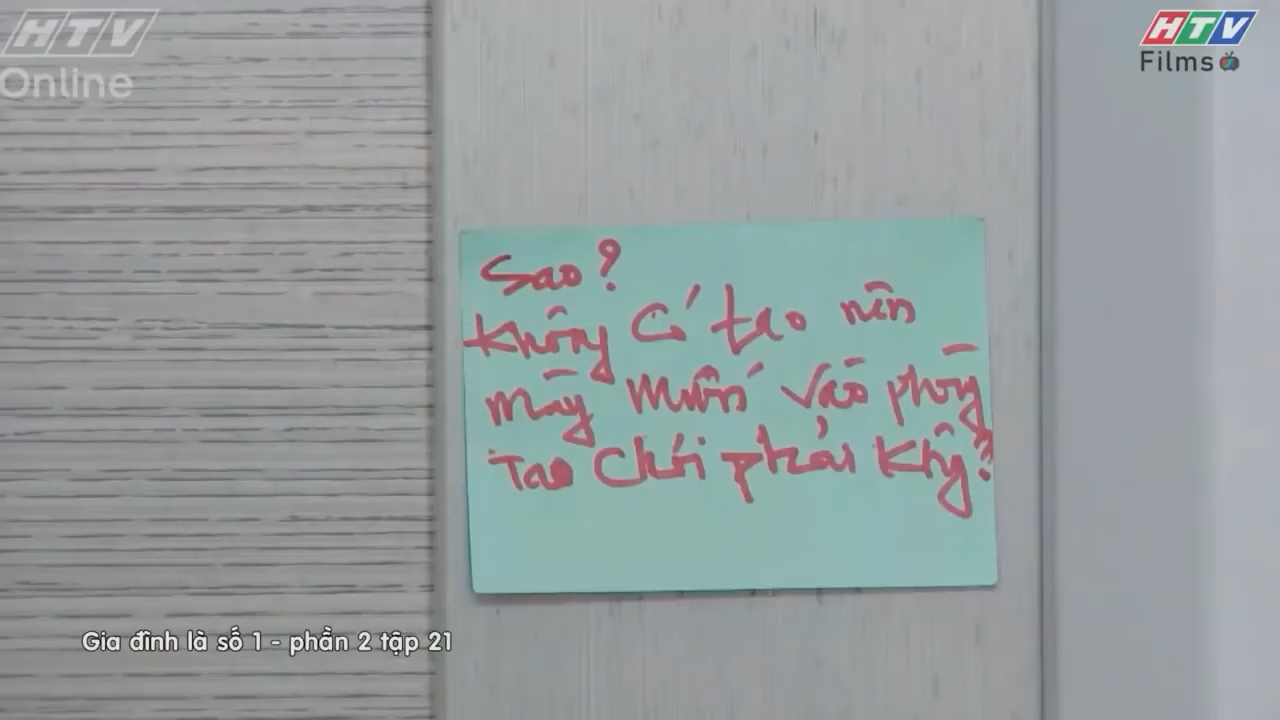 HTV
Online
HTV
Films
Sao?
Không Có tao nên
mày muốn vào phòng
Tao Chơi phải không?
Gia đình là số 1 - phần 2 tập 21